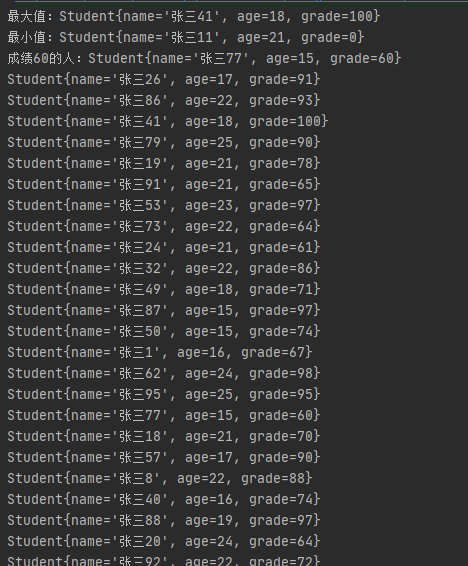 最大值：Student{name='张三41', age=18, grade=100}
最小值：Student{name='张三11', age=21, grade=0}
成绩60的人：Student{name='张三77', age=15, grade=60}
Student{name='张三26', age=17, grade=91}
Student{name='张三86', age=22, grade=93}
Student{name='张三41', age=18, grade=100}
Student{name='张三79', age=25, grade=90}
Student{name='张三19', age=21, grade=78}
Student{name='张三91', age=21, grade=65}
Student{name='张三53', age=23, grade=97}
Student{name='张三73', age=22, grade=64}
Student{name='张三24', age=21, grade=61}
Student{name='张三32', age=22, grade=86}
Student{name='张三49', age=18, grade=71}
Student{name='张三87', age=15, grade=97}
Student{name='张三50', age=15, grade=74}
Student{name='张三1', age=16, grade=67}
Student{name='张三62', age=24, grade=98}
Student{name='张三95', age=25, grade=95}
Student{name='张三77', age=15, grade=60}
Student{name='张三18', age=21, grade=70}
Student{name='张三57', age=17, grade=90}
Student{name='张三8', age=22, grade=88}
Student{name='张三40', age=16, grade=74}
Student{name='张三88', age=19, grade=97}
Student{name='张三20', age=24, grade=64}
Student{name='张三92', age=22, grade=72}